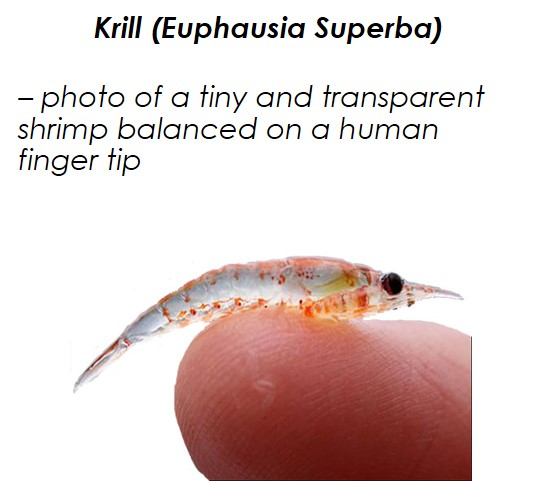 Krill (Euphausia Superba)
– photo of a tiny and transparent
shrimp balanced on a human
finger tip